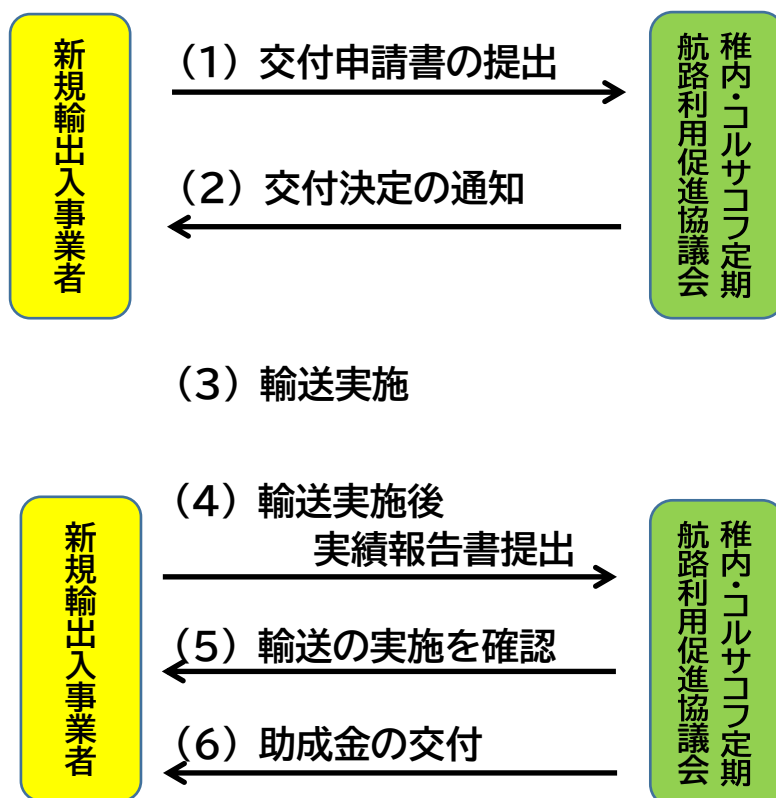 新規輸出入事業者
(1) 交付申請書の提出
(2) 交付決定の通知
稚内・コルサコフ定期
航路利用促進協議会
(3) 輸送実施
新規輸出入事業者
(4) 輸送実施後
実績報告書提出
(5) 輸送の実施を確認
(6) 助成金の交付
稚内・コルサコフ定期
航路利用促進協議会